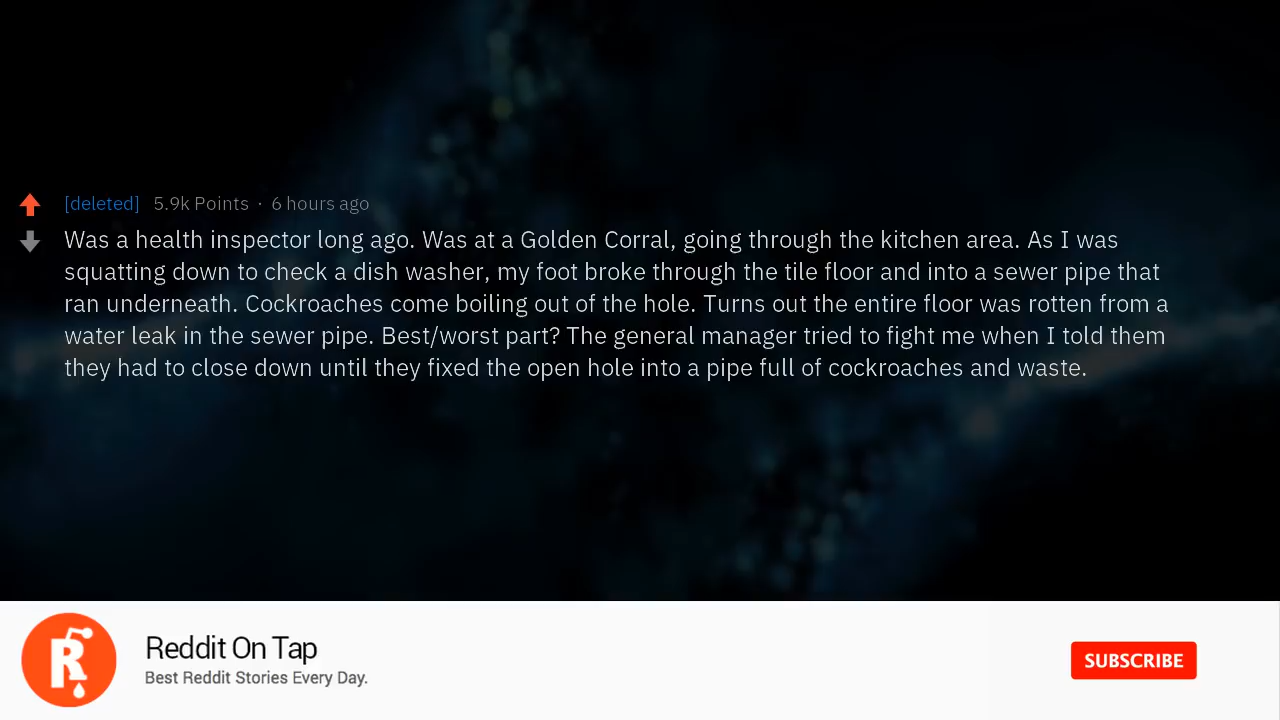 [deleted] 5.9k Points · 6 hours ago
Was a health inspector long ago. Was at a Golden Corral, going through the kitchen area. As I was
squatting down to check a dish washer, my foot broke through the tile floor and into a sewer pipe that
ran underneath. Cockroaches come boiling out of the hole. Turns out the entire floor was rotten from a
water leak in the sewer pipe. Best/worst part? The general manager tried to fight me when I told them
they had to close down until they fixed the open hole into a pipe full of cockroaches and waste.
R
Reddit On Tap
Best Reddit Stories Every Day.
SUBSCRIBE